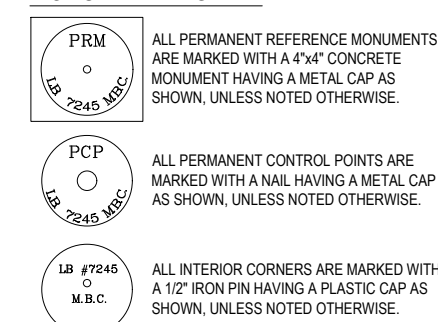 PRM
LB 7245 M.B.C.
ALL PERMANENT REFERENCE MONUMENTS
ARE MARKED WITH A 4"x4" CONCRETE
MONUMENT HAVING A METAL CAP AS
SHOWN, UNLESS NOTED OTHERWISE.
PCP
LB 7245 M.B.C.
ALL PERMANENT CONTROL POINTS ARE
MARKED WITH A NAIL HAVING A METAL CAP
AS SHOWN, UNLESS NOTED OTHERWISE.
LB #7245
M.B.C.
ALL INTERIOR CORNERS ARE MARKED WITH
A 1/2" IRON PIN HAVING A PLASTIC CAP AS
SHOWN, UNLESS NOTED OTHERWISE.